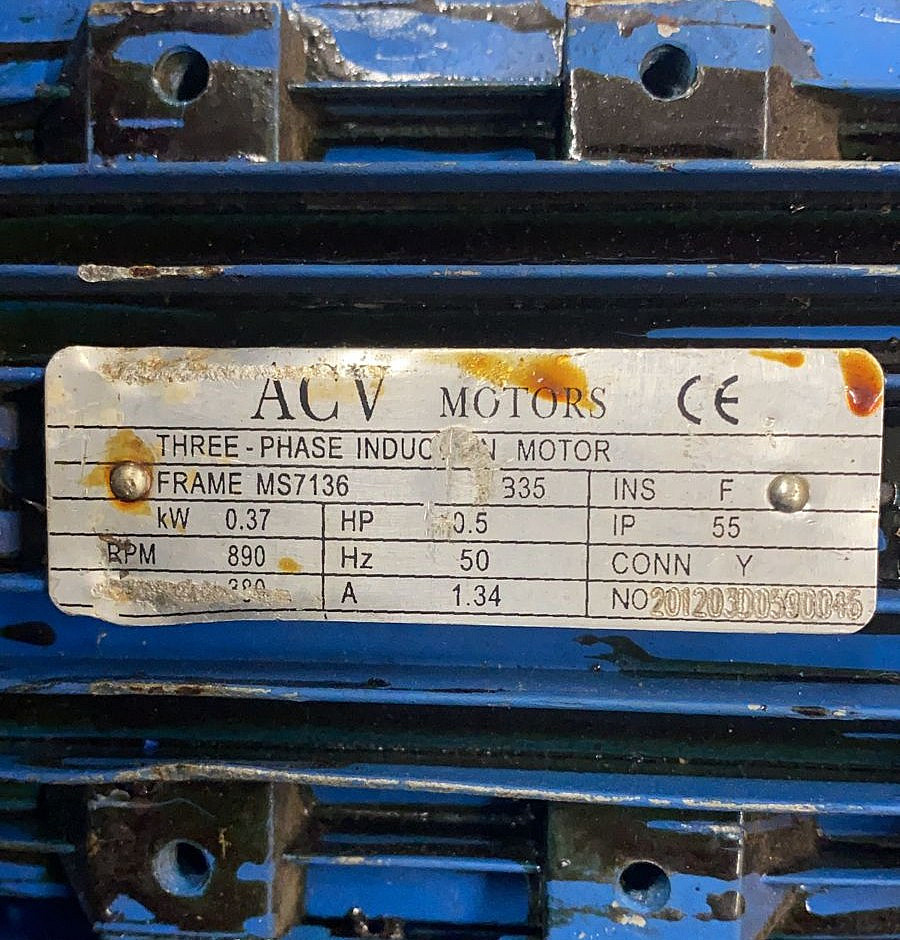 ACV MOTORS CE
THREE-PHASE MOTOR
FRAME MS7136 INS F
kW 0.37 HP 0.5 IP 55
RPM 890 Hz 50 CONN Y
380 A 1.34 NO